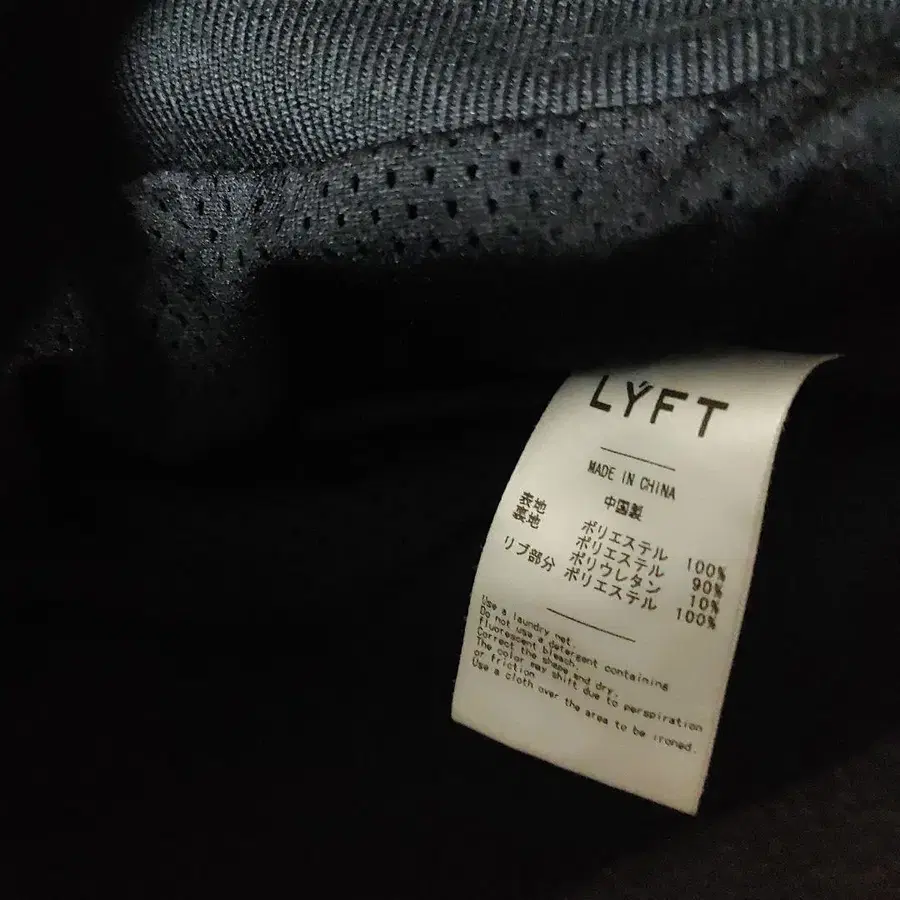 LYFT
MADE IN CHINA
中国製
表地 ポリエステル 100%
裏地 ポリエステル 90%
ポリウレタン 10%
リブ部分 ポリエステル 100%
Use a laundry net.
Do not use a detergent containing
fluorescent bleach.
Correct the shape and dry.
The color may shift due to perspiration
or friction.
Use a cloth over the area to be ironed.